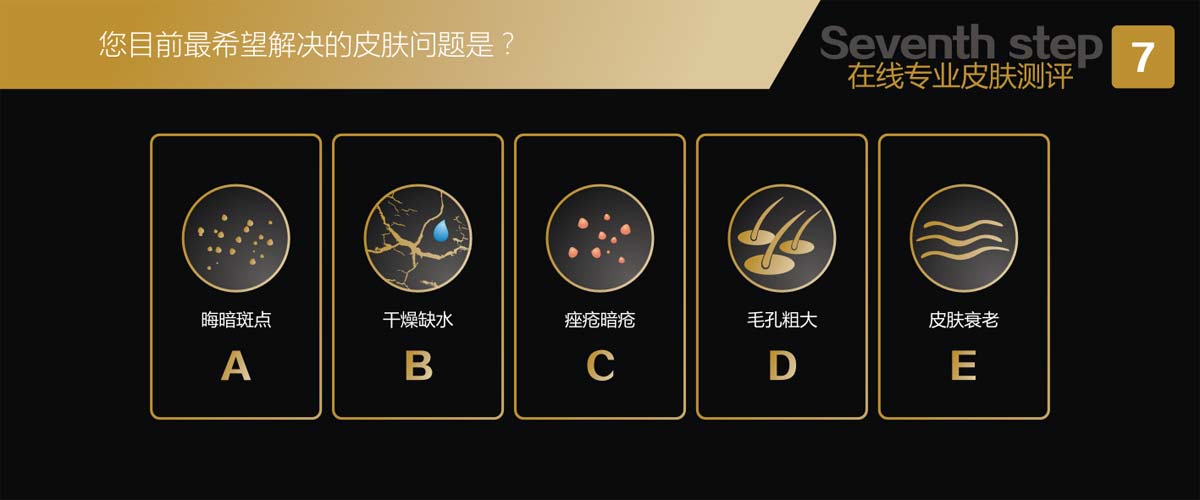 您目前最希望解决的皮肤问题是？
Seventh step
在线专业皮肤测评
7
晦暗斑点
干燥缺水
痤疮暗疮
毛孔粗大
皮肤衰老
A
B
C
D
E